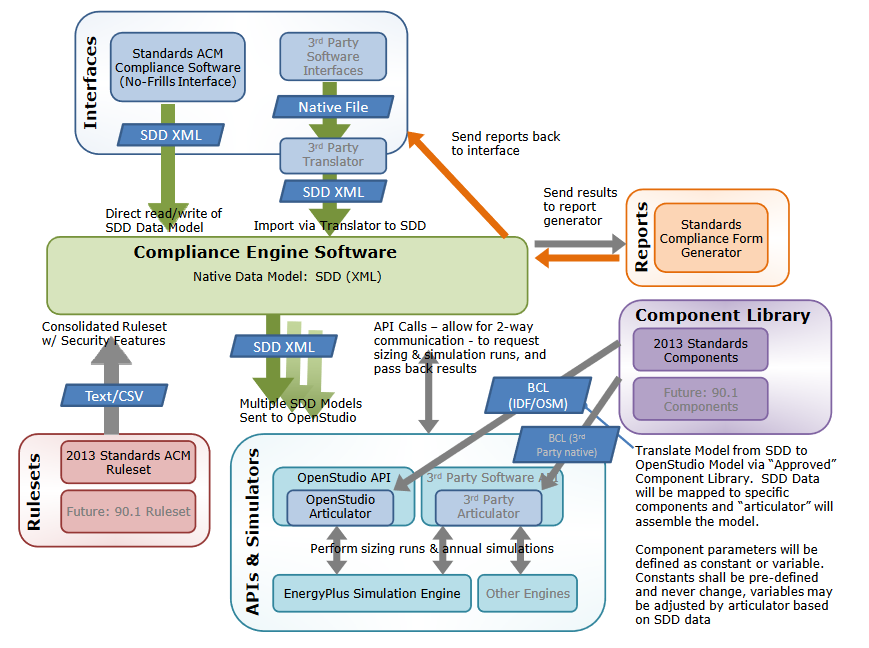 Interfaces
Standards ACM
Compliance Software
(No-Frills Interface)
3rd Party
Software
Interfaces
Native File
SDD XML
3rd Party
Translator
SDD XML
Send reports back
to interface
Direct read/write of
SDD Data Model
Import via Translator to SDD
Send results
to report
generator
Reports
Standards
Compliance Form
Generator
Compliance Engine Software
Native Data Model: SDD (XML)
Consolidated Ruleset
w/ Security Features
SDD XML
API Calls – allow for 2-way
communication - to request
sizing & simulation runs, and
pass back results
Component Library
2013 Standards
Components
Future: 90.1
Components
Text/CSV
Multiple SDD Models
Sent to OpenStudio
BCL
(IDF/OSM)
BCL (3rd
Party native)
Rulesets
2013 Standards ACM
Ruleset
Future: 90.1 Ruleset
APIs & Simulators
OpenStudio API
OpenStudio
Articulator
3rd Party Software API
3rd Party
Articulator
Perform sizing runs & annual simulations
EnergyPlus Simulation Engine
Other Engines
Translate Model from SDD to
OpenStudio Model via “Approved”
Component Library. SDD Data
will be mapped to specific
components and “articulator” will
assemble the model.
Component parameters will be
defined as constant or variable.
Constants shall be pre-defined
and never change, variables may
be adjusted by articulator based
on SDD data